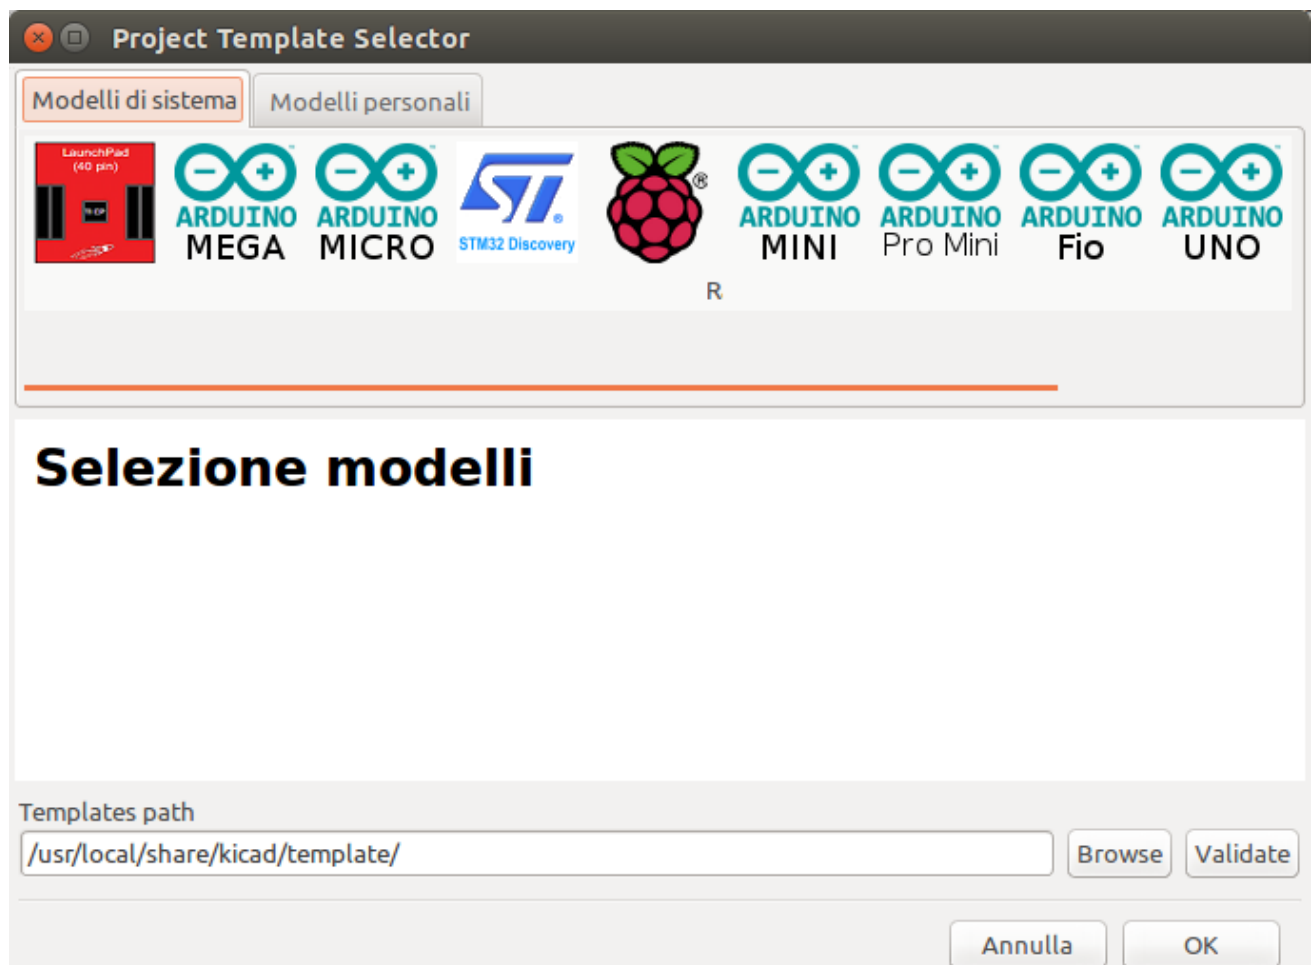 Project Template Selector
Modelli di sistema
Modelli personali
LaunchPad
(40 pin)
ARDUINO
MEGA
ARDUINO
MICRO
STM32 Discovery
®
ARDUINO
MINI
ARDUINO
Pro Mini
ARDUINO
Fio
ARDUINO
UNO
R
Selezione modelli
Templates path
/usr/local/share/kicad/template/
Browse
Validate
Annulla
OK